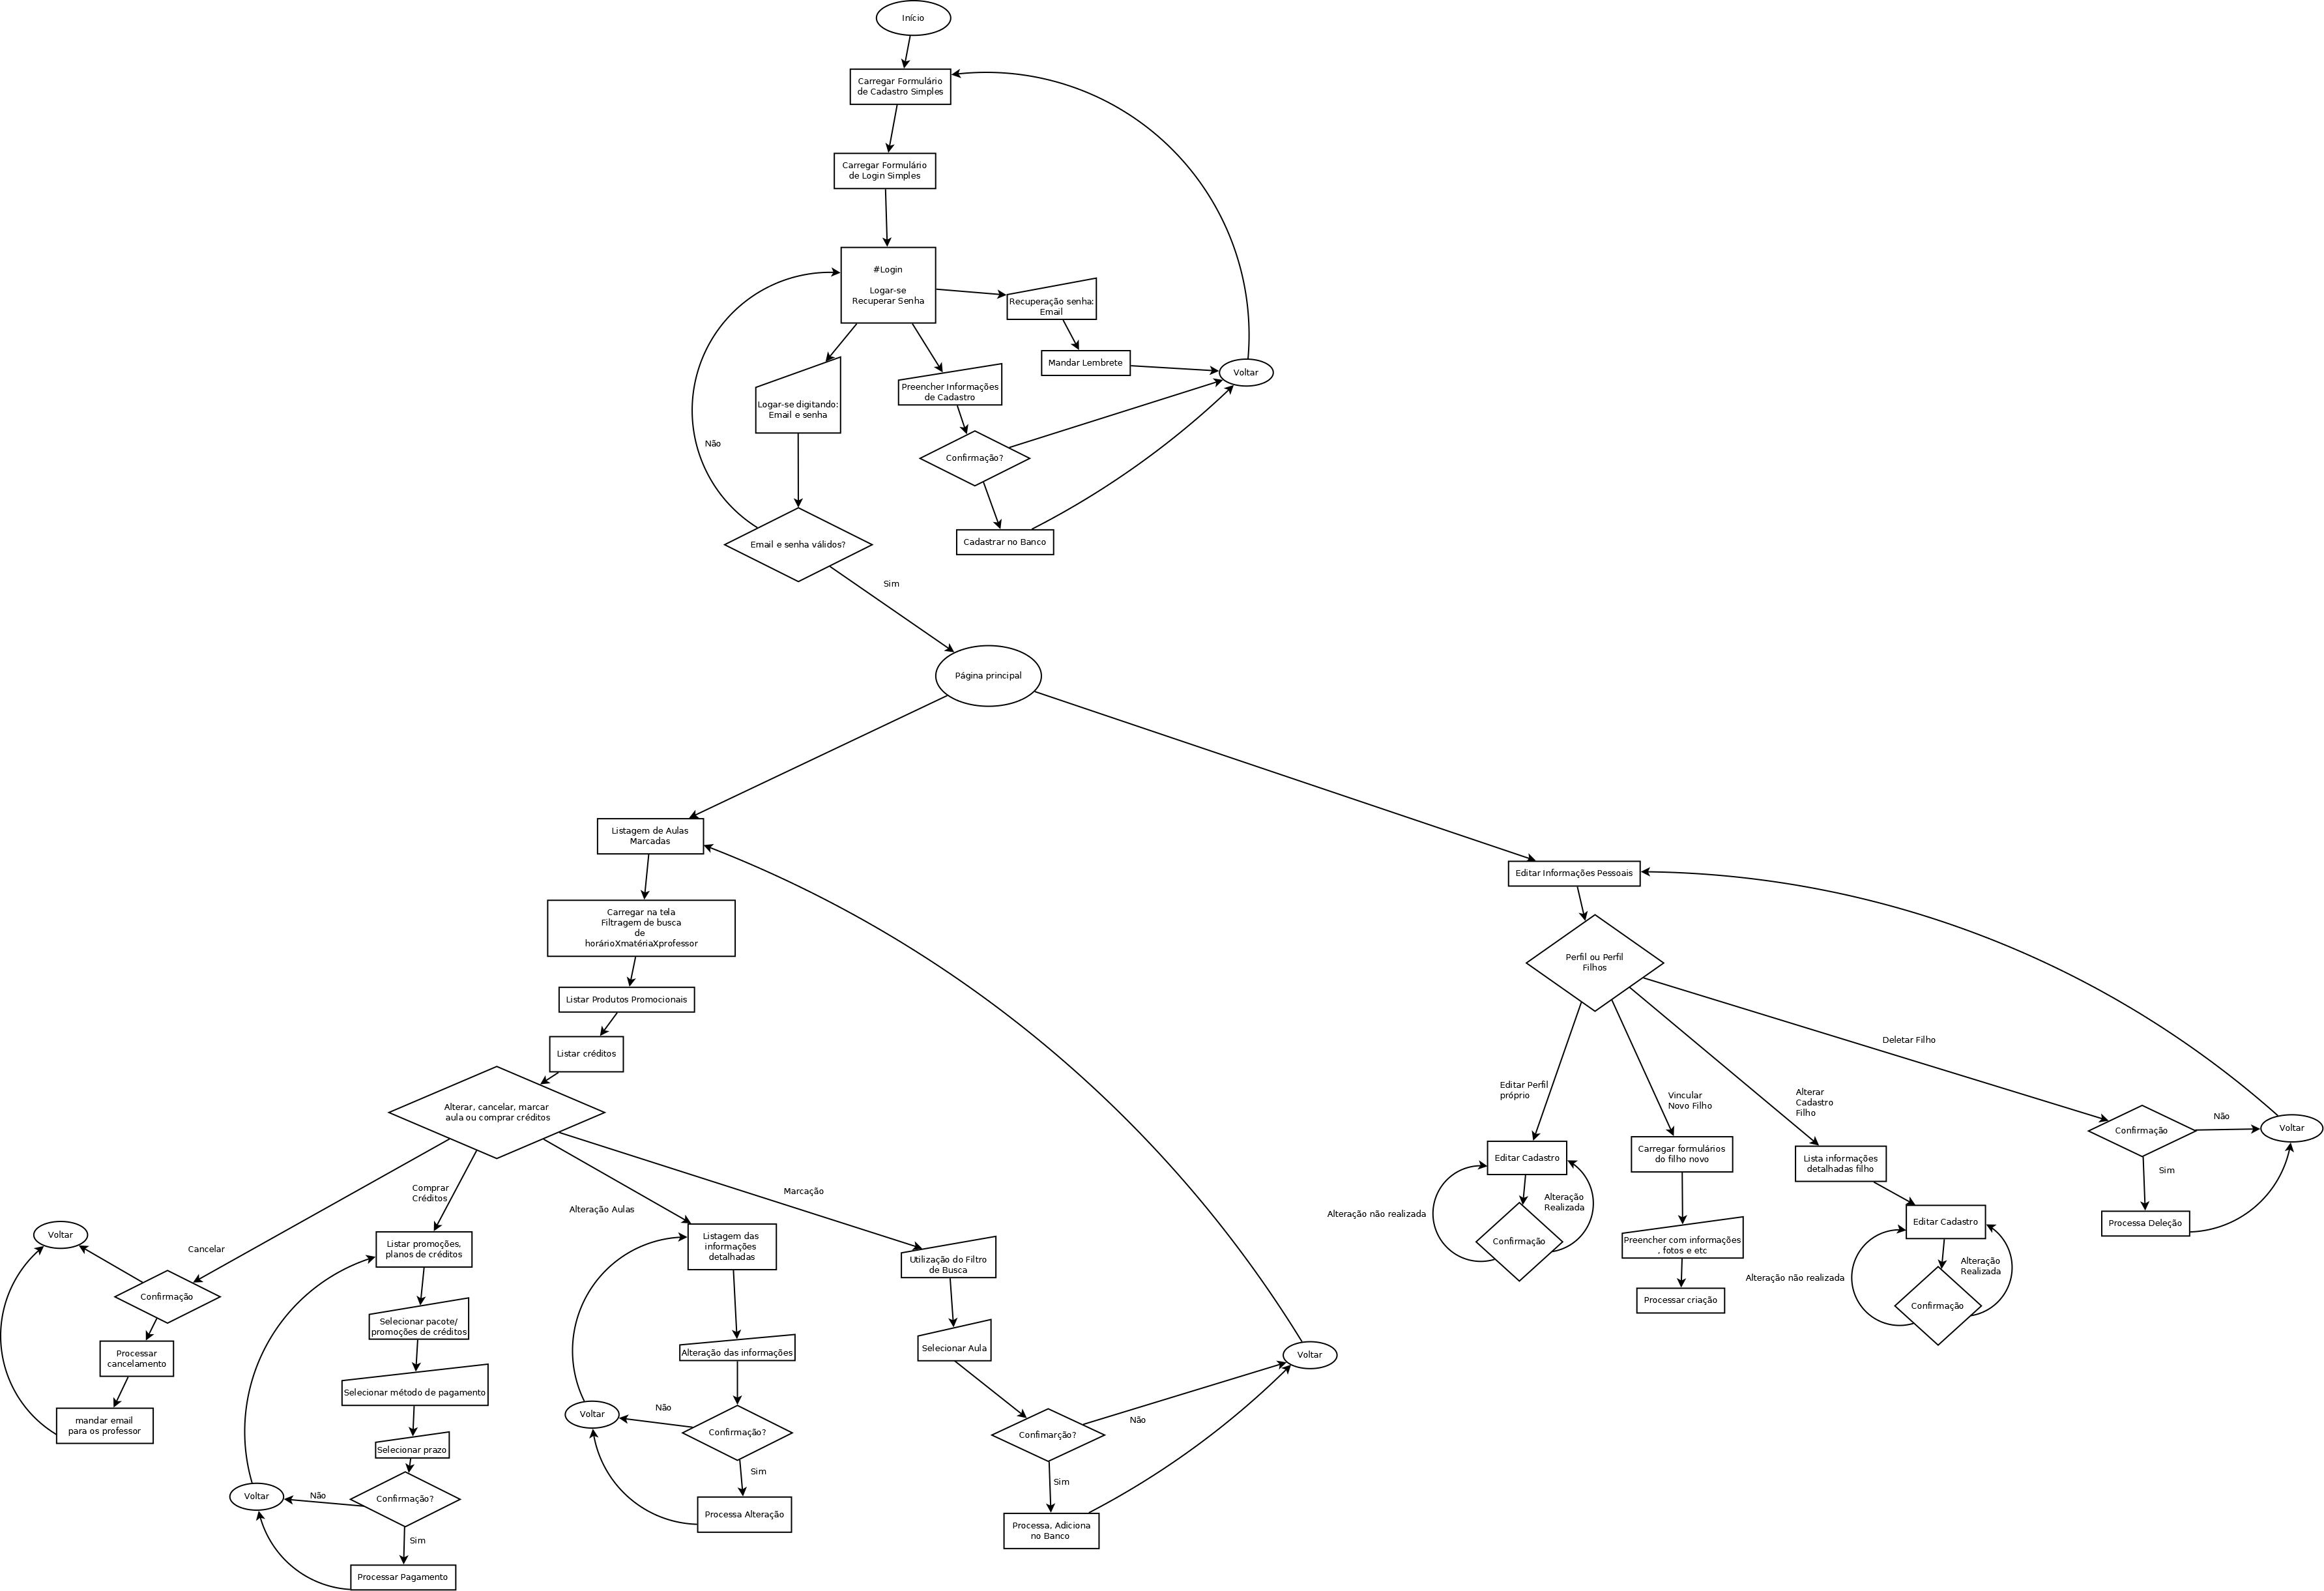 Início
Carregar Formulário
de Cadastro Simples
Carregar Formulário
de Login Simples
#Login
Logar-se
Recuperar Senha
Recuperação senha:
Email
Mandar Lembrete
Voltar
Logar-se digitando:
Email e senha
Preencher Informações
de Cadastro
Não
Confirmação?
Cadastrar no Banco
Email e senha válidos?
Sim
Página principal
Listagem de Aulas
Marcadas
Carregar na tela
Filtragem de busca
de
horárioXmatériaXprofessor
Listar Produtos Promocionais
Listar créditos
Alterar, cancelar, marcar
aula ou comprar créditos
Cancelar
Voltar
Confirmação
Processar
cancelamento
mandar email
para os professor
Comprar
Créditos
Listar promoções,
planos de créditos
Selecionar pacote/
promoções de créditos
Selecionar método de pagamento
Selecionar prazo
Confirmação?
Não
Voltar
Sim
Processar Pagamento
Alteração Aulas
Listagem das
informações
detalhadas
Alteração das informações
Confirmação?
Não
Voltar
Sim
Processa Alteração
Marcação
Utilização do Filtro
de Busca
Selecionar Aula
Confimarção?
Não
Voltar
Sim
Processa, Adiciona
no Banco
Editar Informações Pessoais
Perfil ou Perfil
Filhos
Editar Perfil
próprio
Editar Cadastro
Alteração não realizada
Alteração
Realizada
Confirmação
Vincular
Novo Filho
Carregar formulários
do filho novo
Preencher com informações
, fotos e etc
Processar criação
Alterar
Cadastro
Filho
Lista informações
detalhadas filho
Editar Cadastro
Alteração não realizada
Alteração
Realizada
Confirmação
Deletar Filho
Confirmação
Não
Voltar
Sim
Processa Deleção